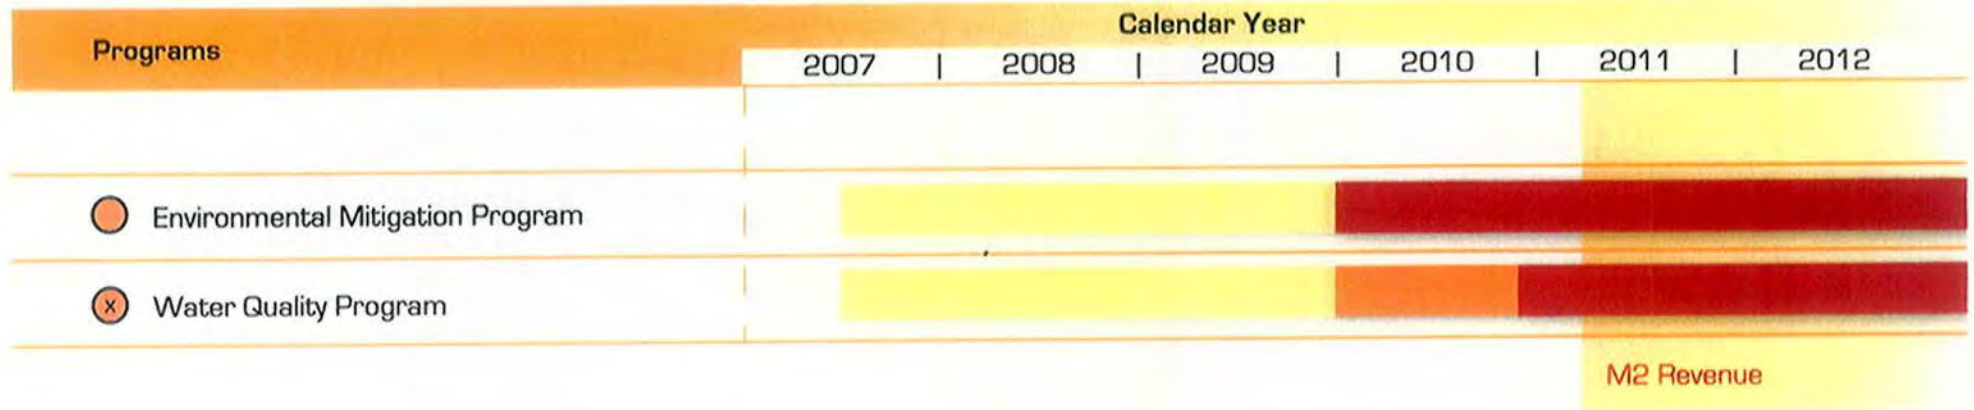 Calendar Year
Programs
2007 | 2008 | 2009 | 2010 | 2011 | 2012
Environmental Mitigation Program
x Water Quality Program
M2 Revenue